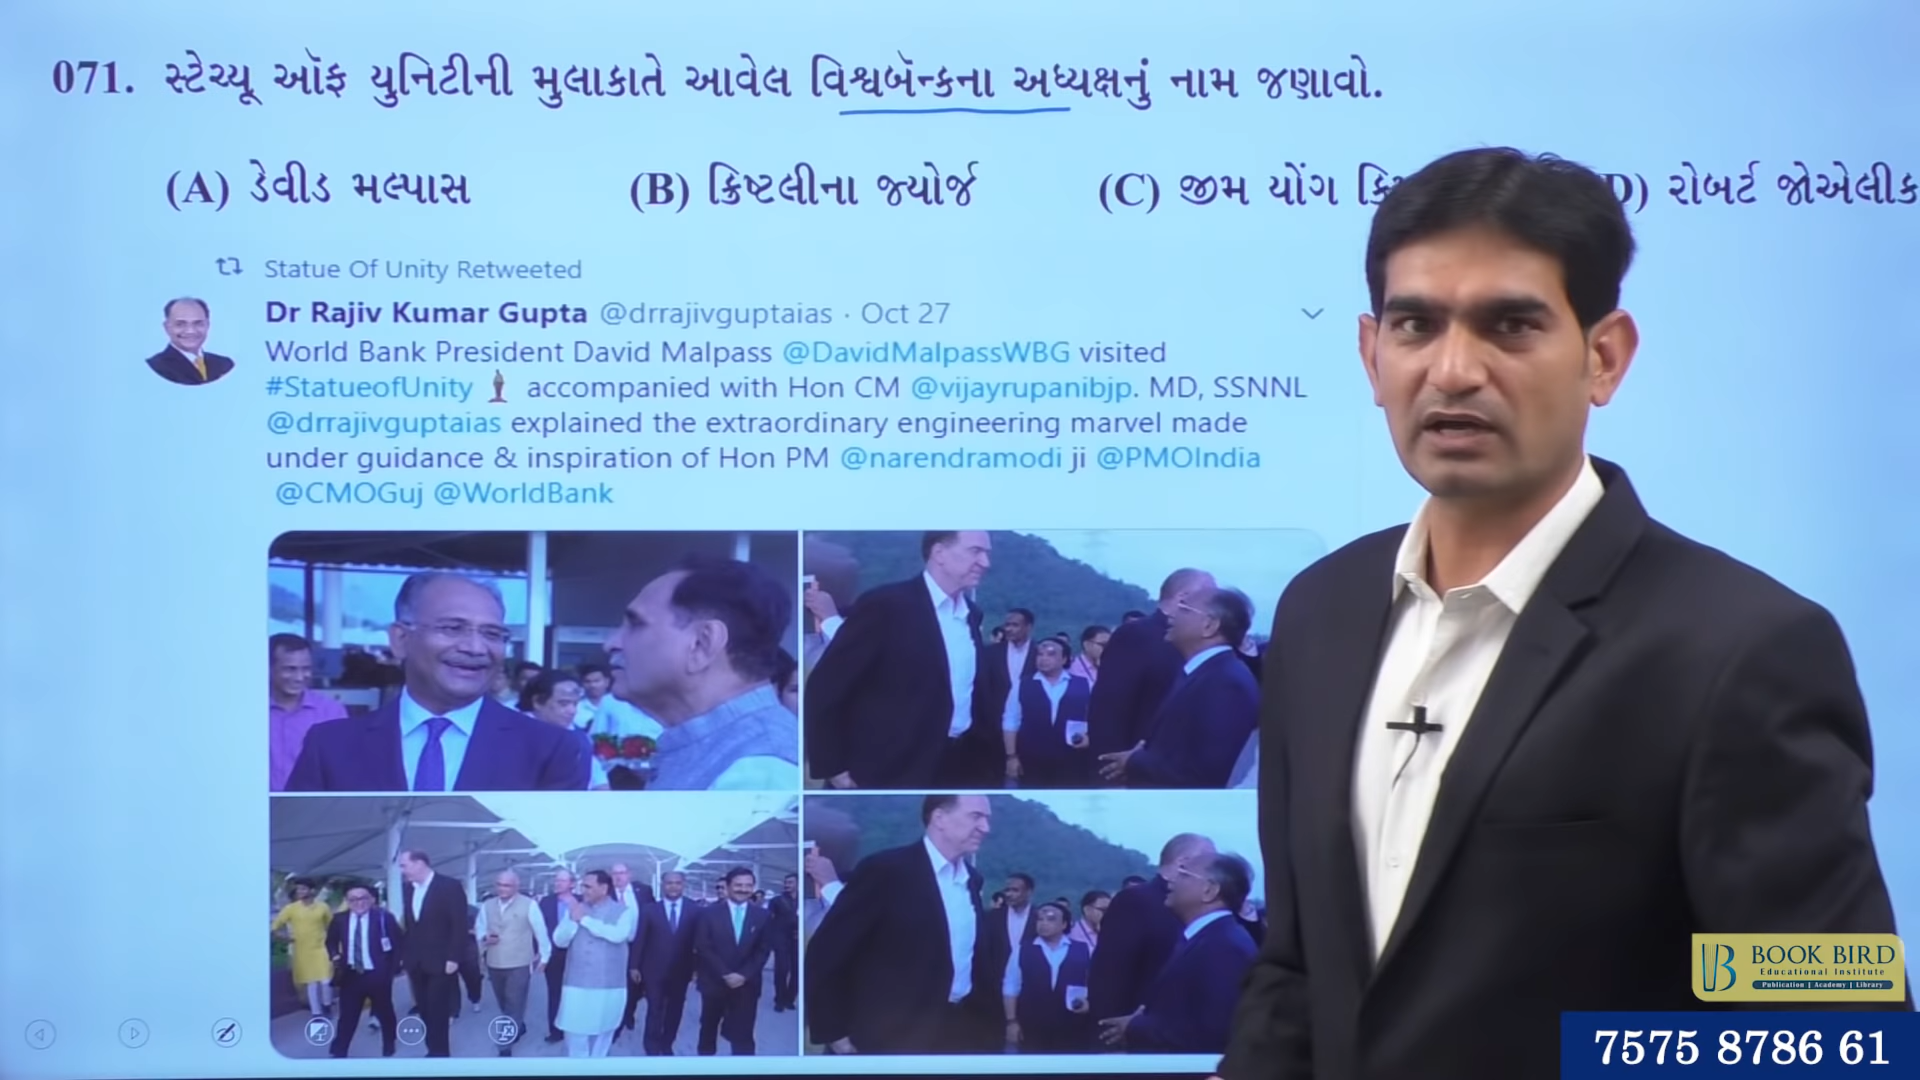 071. સ્ટેચ્યૂ ઑફ યુનિટીની મુલાકાતે આવેલ વિશ્વબૅન્કના અધ્યક્ષનું નામ જણાવો.
(A) ડેવીડ મલ્પાસ (B) ક્રિષ્ટલીના જ્યોર્જ (C) જીમ યોંગ D) રોબર્ટ જોએલીક
Statue Of Unity Retweeted
Dr Rajiv Kumar Gupta @drrajivguptaias · Oct 27
World Bank President David Malpass @DavidMalpassWBG visited
#StatueofUnity accompanied with Hon CM @vijayrupanibjp. MD, SSNNL
@drrajivguptaias explained the extraordinary engineering marvel made
under guidance & inspiration of Hon PM @narendramodi ji @PMOIndia
@CMOGuj @WorldBank
BOOK BIRD
Educational Institute
Publication | Academy | Library
7575 8786 61